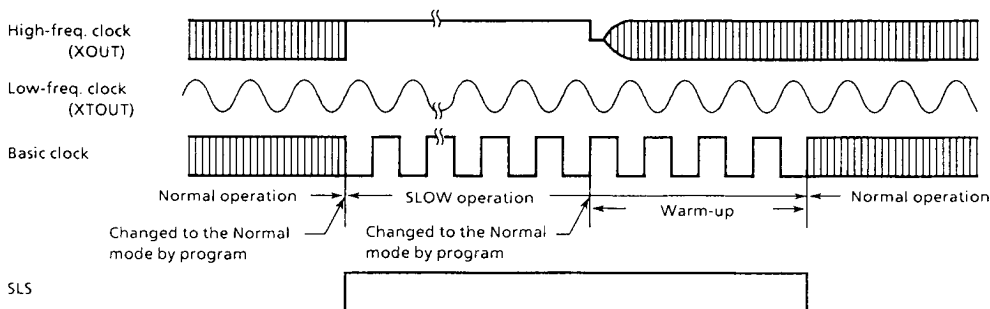 High-freq. clock
(XOUT)
Low-freq. clock
(XTOUT)
Basic clock
Normal operation
SLOW operation
Normal operation
Warm-up
Changed to the Normal
mode by program
Changed to the Normal
mode by program
SLS